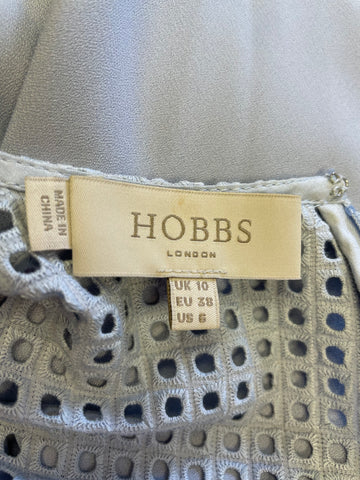 MADE IN
CHINA
HOBBS
LONDON
UK 10
EU 38
US 6